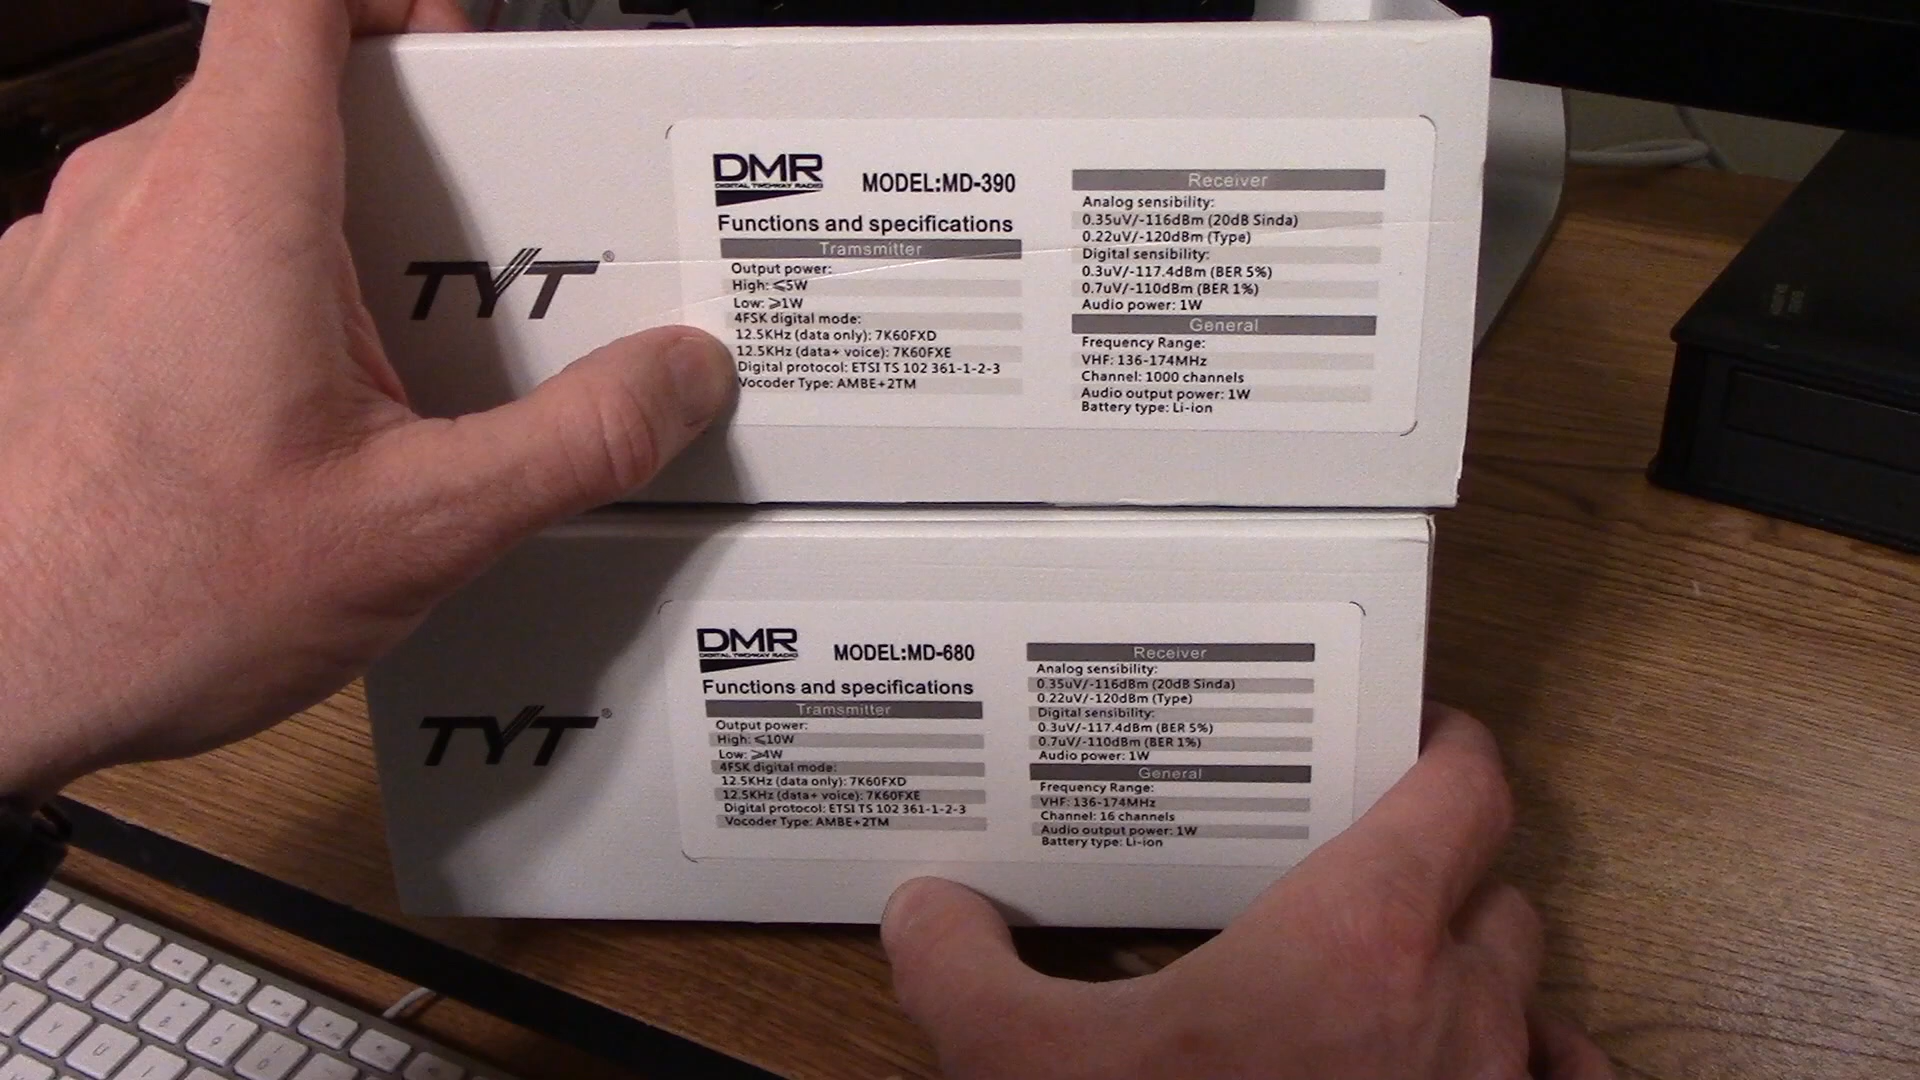 TYT®
DMR
DIGITAL TWO-WAY RADIO
MODEL:MD-390
Functions and specifications
Tramsmitter
Output power:
High: ⩽5W
Low: ⩾1W
4FSK digital mode:
12.5KHz (data only): 7K60FXD
12.5KHz (data+ voice): 7K60FXE
Digital protocol: ETSI TS 102 361-1-2-3
Vocoder Type: AMBE+2TM
Receiver
Analog sensibility:
0.35uV/-116dBm (20dB Sinda)
0.22uV/-120dBm (Type)
Digital sensibility:
0.3uV/-117.4dBm (BER 5%)
0.7uV/-110dBm (BER 1%)
Audio power: 1W
General
Frequency Range:
VHF: 136-174MHz
Channel: 1000 channels
Audio output power: 1W
Battery type: Li-ion
TYT®
DMR
DIGITAL TWO-WAY RADIO
MODEL:MD-680
Functions and specifications
Tramsmitter
Output power:
High: ⩽10W
Low: ⩾4W
4FSK digital mode:
12.5KHz (data only): 7K60FXD
12.5KHz (data+ voice): 7K60FXE
Digital protocol: ETSI TS 102 361-1-2-3
Vocoder Type: AMBE+2TM
Receiver
Analog sensibility:
0.35uV/-116dBm (20dB Sinda)
0.22uV/-120dBm (Type)
Digital sensibility:
0.3uV/-117.4dBm (BER 5%)
0.7uV/-110dBm (BER 1%)
Audio power: 1W
General
Frequency Range:
VHF: 136-174MHz
Channel: 16 channels
Audio output power: 1W
Battery type: Li-ion